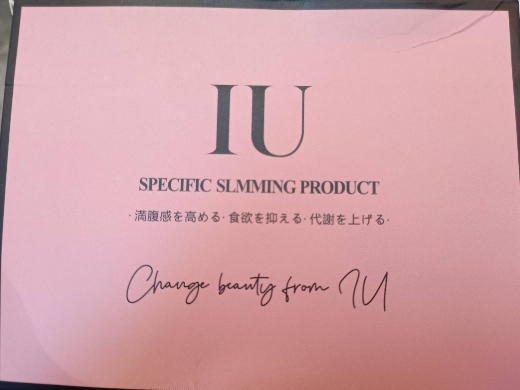 IU
SPECIFIC SLMMING PRODUCT
·満腹感を高める·食欲を抑える·代謝を上げる·
Change beauty from IU